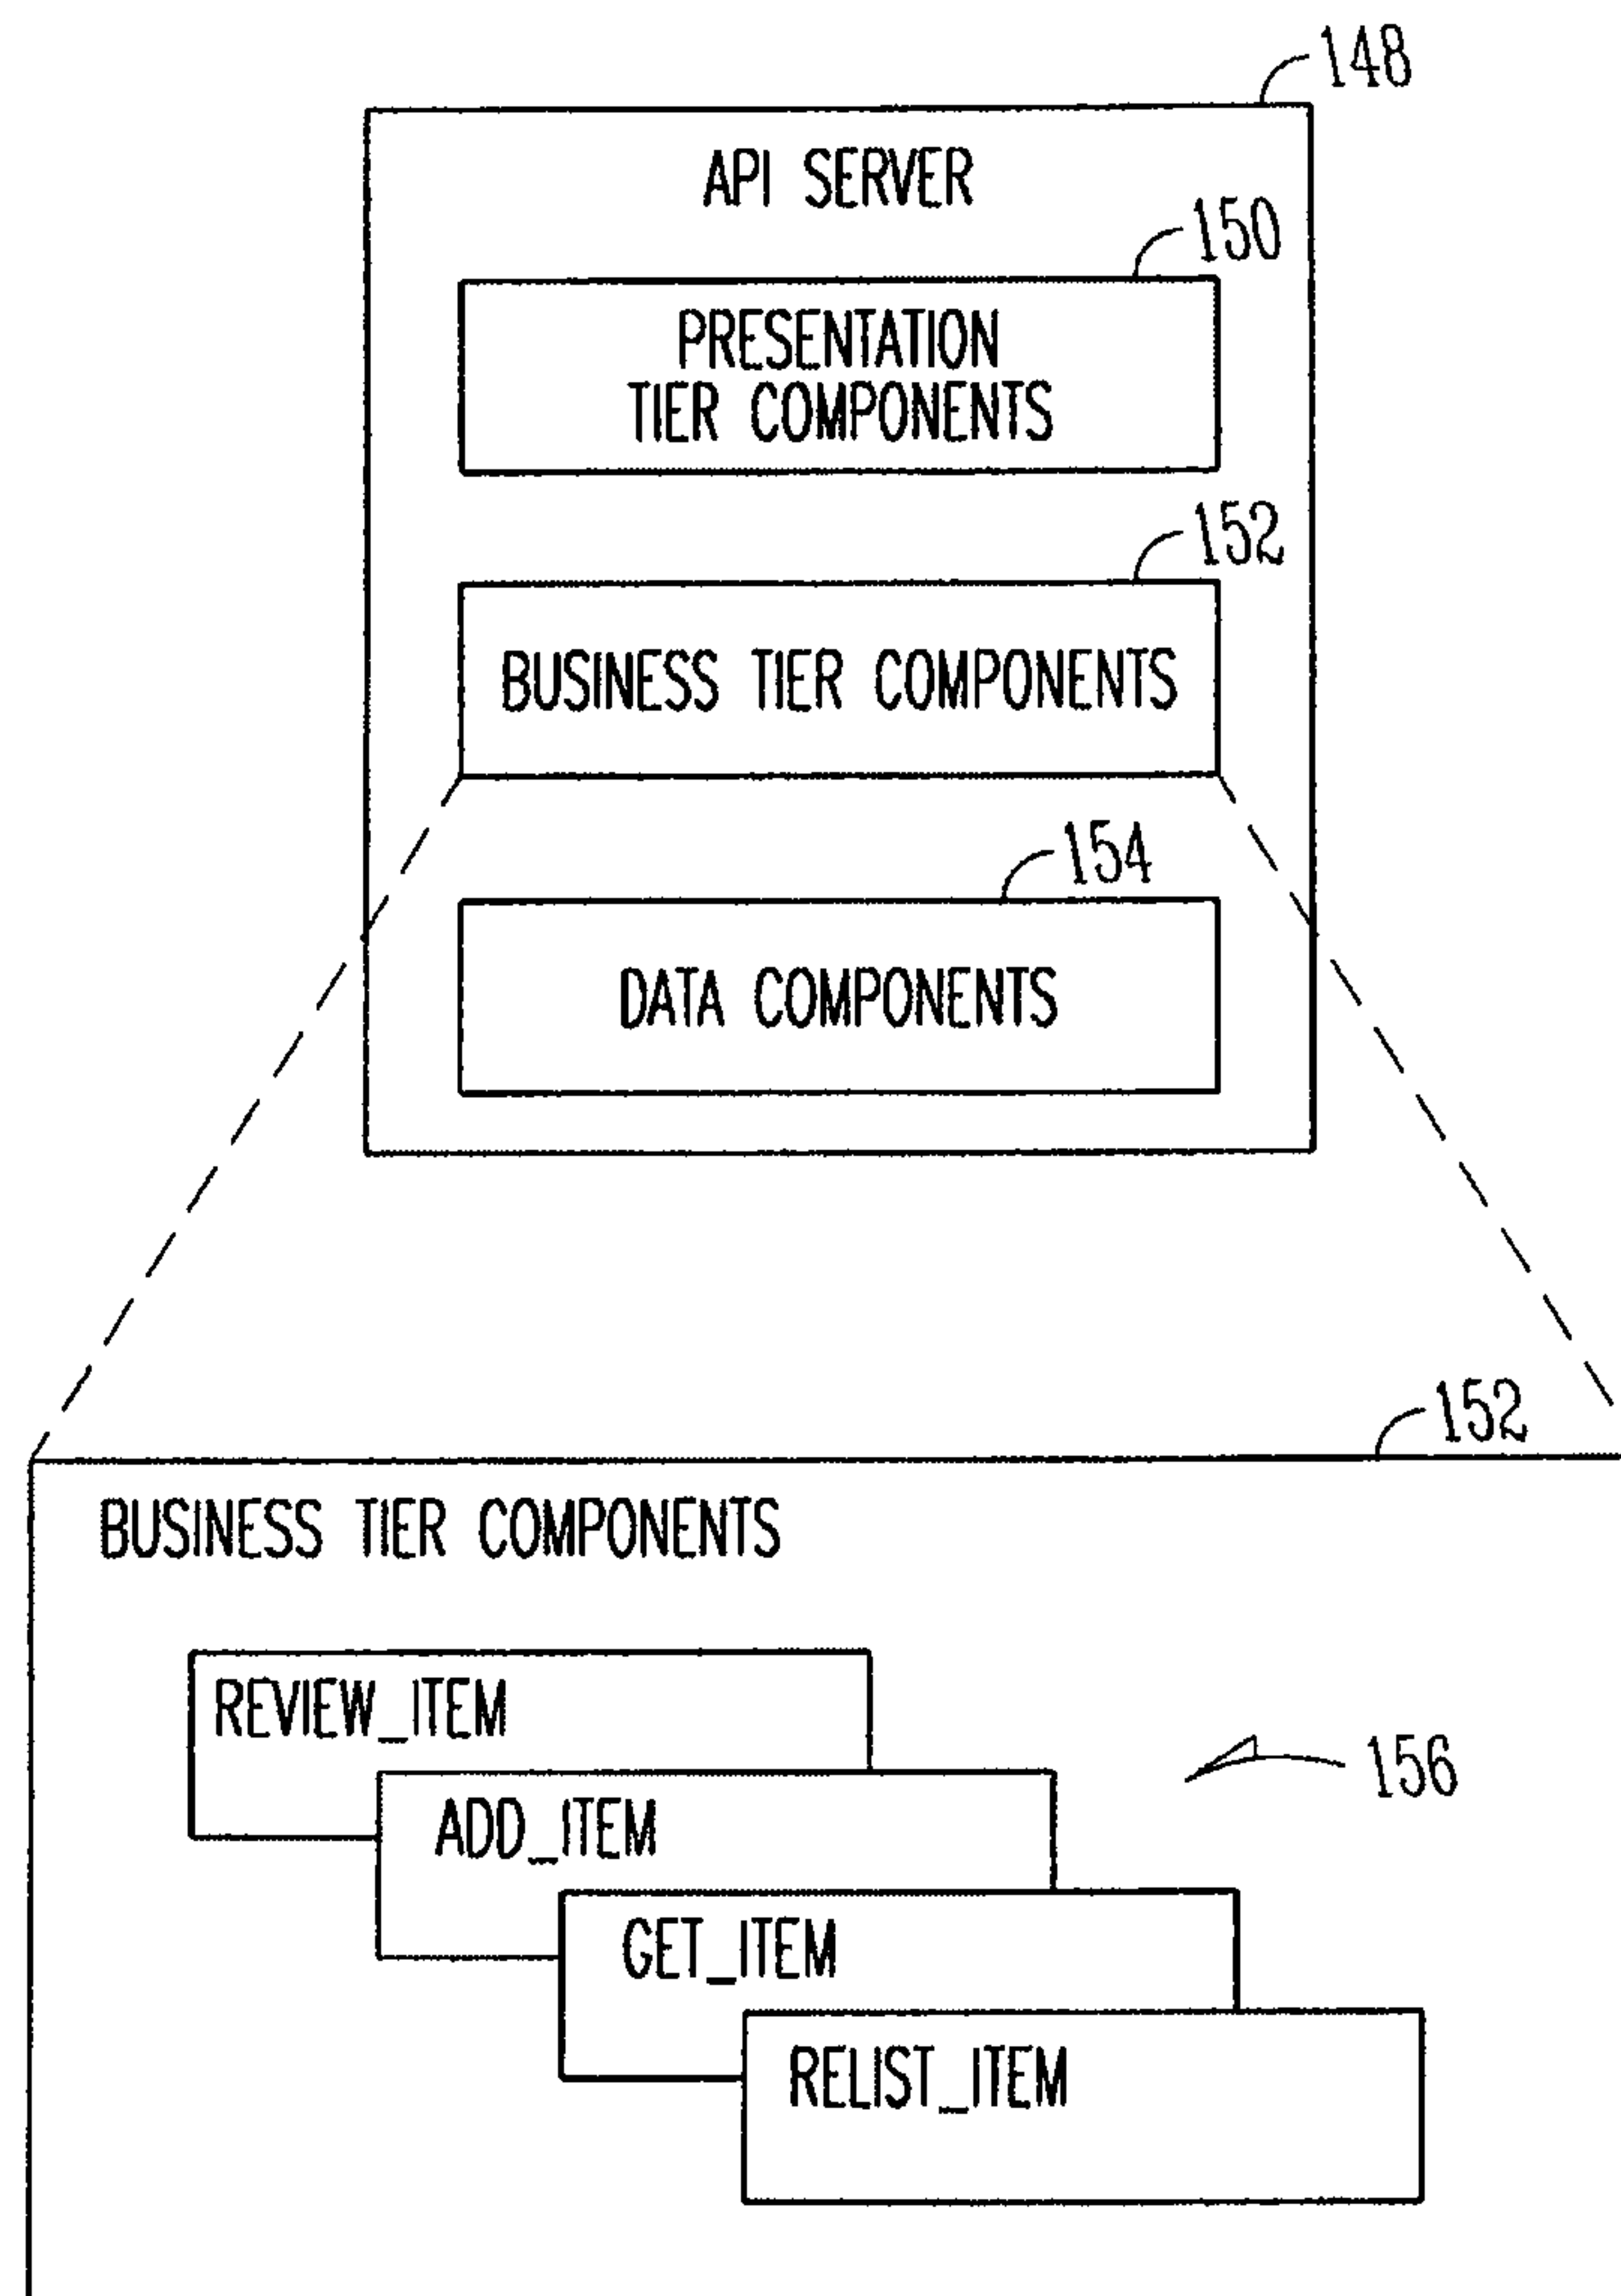 148
API SERVER
150
PRESENTATION
TIER COMPONENTS
152
BUSINESS TIER COMPONENTS
154
DATA COMPONENTS
152
BUSINESS TIER COMPONENTS
REVIEW_ITEM
156
ADD_ITEM
GET_ITEM
RELIST_ITEM